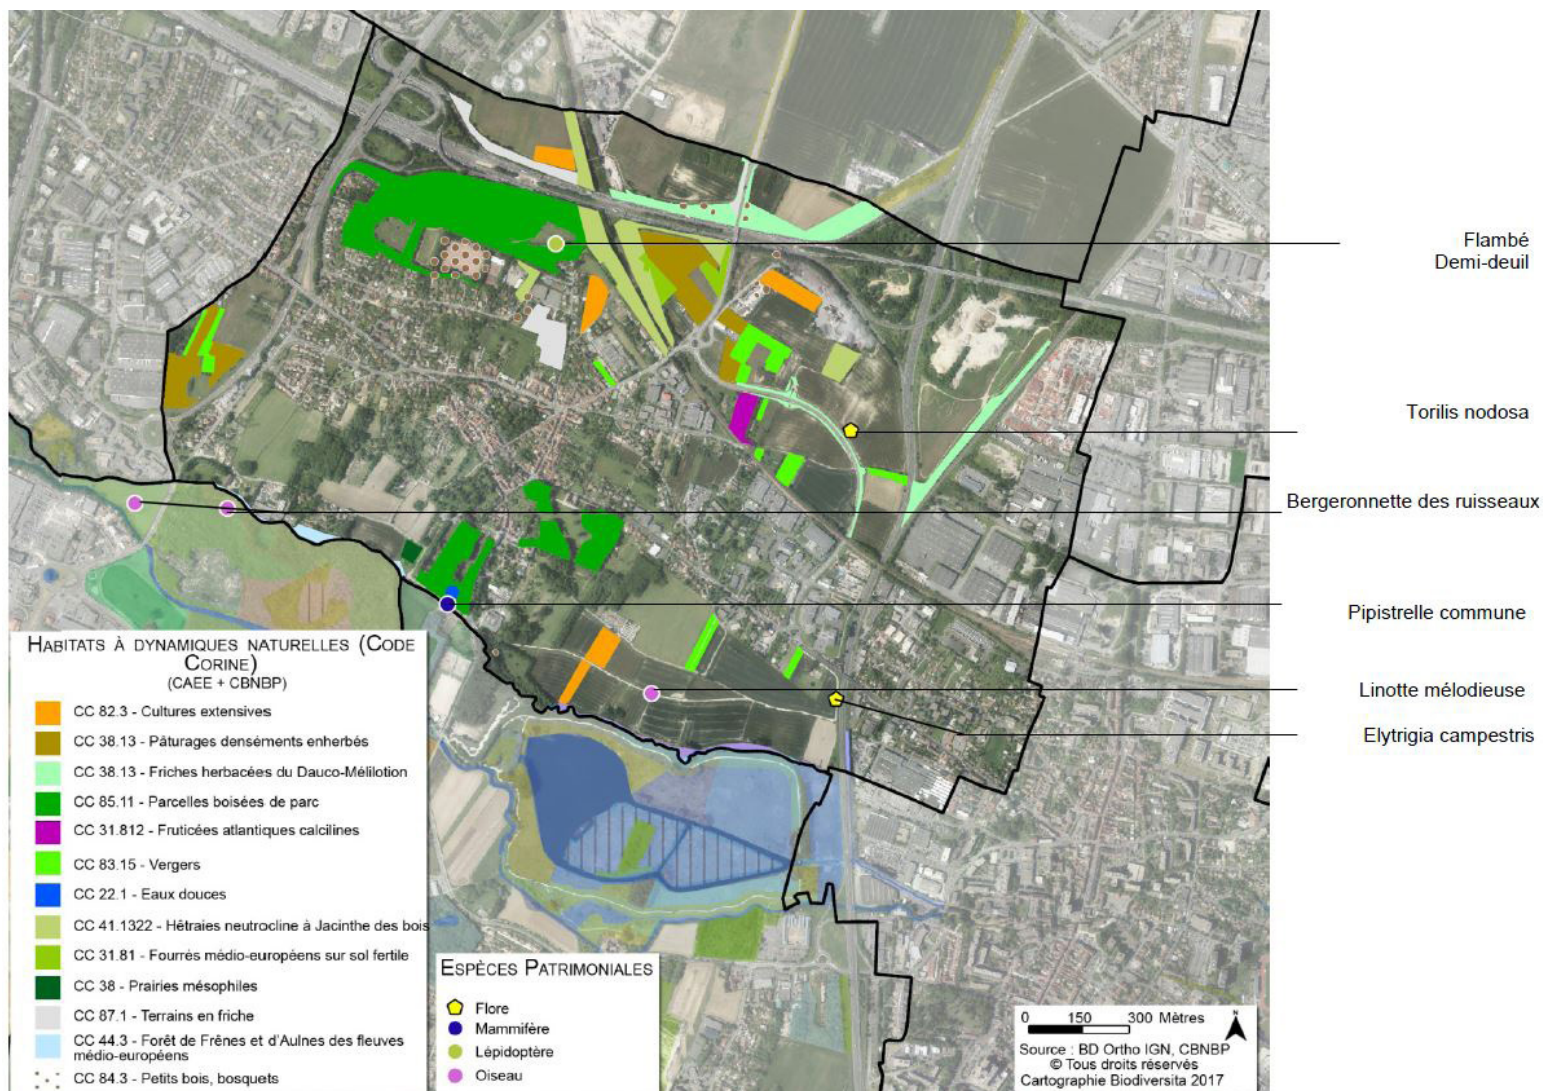 Flambé
Demi-deuil
Torilis nodosa
Bergeronnette des ruisseaux
Pipistrelle commune
Linotte mélodieuse
Elytrigia campestris
HABITATS À DYNAMIQUES NATURELLES (CODE
CORINE)
(CAEE + CBNBP)
CC 82.3 - Cultures extensives
CC 38.13 - Pâturages denséments enherbés
CC 38.13 - Friches herbacées du Dauco-Mélilotion
CC 85.11 - Parcelles boisées de parc
CC 31.812 - Fruticées atlantiques calcilines
CC 83.15 - Vergers
CC 22.1 - Eaux douces
CC 41.1322 - Hêtraies neutrocline à Jacinthe des bois
CC 31.81 - Fourrés médio-européens sur sol fertile
CC 38 - Prairies mésophiles
CC 87.1 - Terrains en friche
CC 44.3 - Forêt de Frênes et d'Aulnes des fleuves
médio-européens
CC 84.3 - Petits bois, bosquets
ESPÈCES PATRIMONIALES
Flore
Mammifère
Lépidoptère
Oiseau
0 150 300 Mètres
N
Source : BD Ortho IGN, CBNBP
© Tous droits réservés
Cartographie Biodiversita 2017